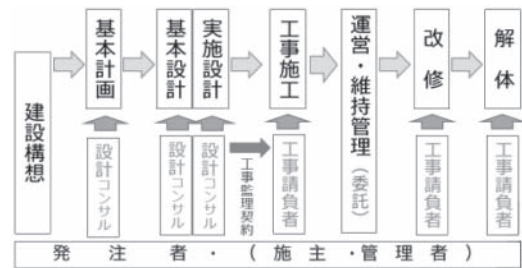 建設構想
基本計画
基本設計
実施設計
工事施工
運営・維持管理（委託）
改修
解体
設計コンサル
設計コンサル
設計コンサル
工事監理契約
工事請負者
工事請負者
工事請負者
発注者・（施主・管理者）